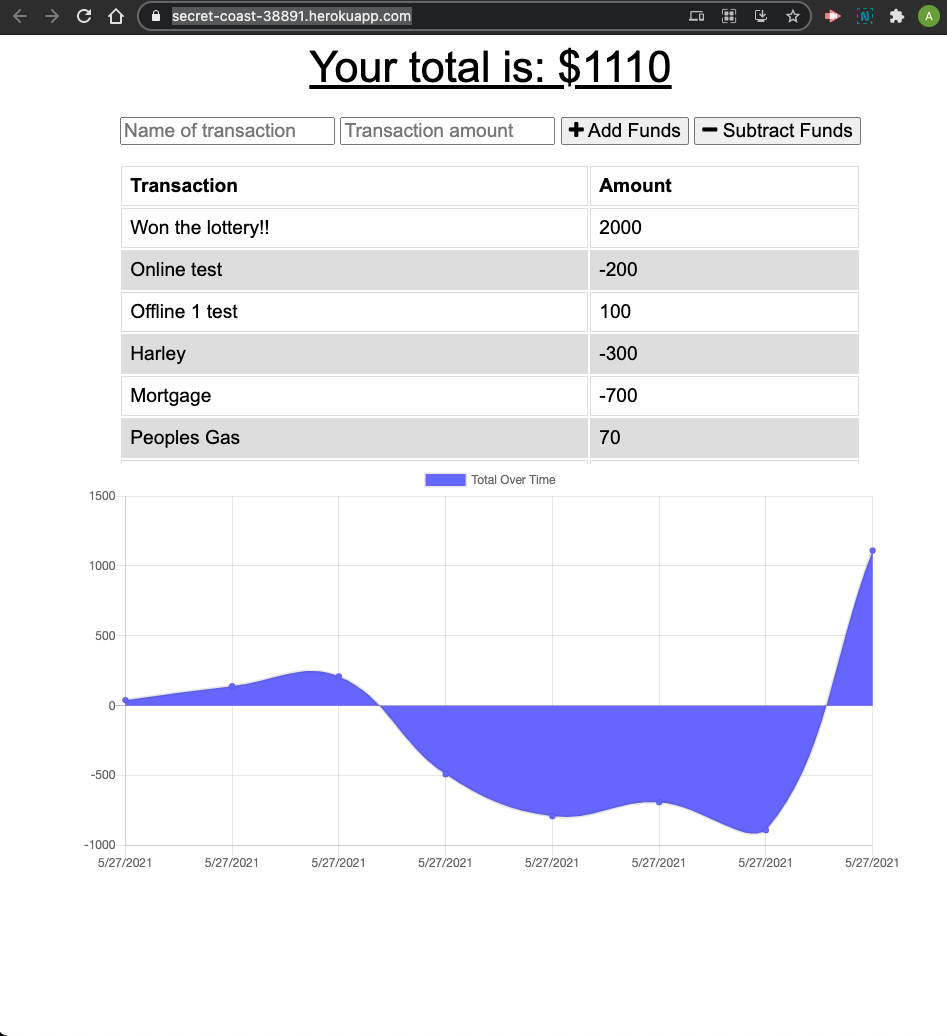 secret-coast-38891.herokuapp.com
A
Your total is: $1110
Name of transaction Transaction amount Add Funds Subtract Funds
Transaction Amount
Won the lottery!! 2000
Online test -200
Offline 1 test 100
Harley -300
Mortgage -700
Peoples Gas 70
Total Over Time
1500
1000
500
0
-500
-1000
5/27/2021 5/27/2021 5/27/2021 5/27/2021 5/27/2021 5/27/2021 5/27/2021 5/27/2021